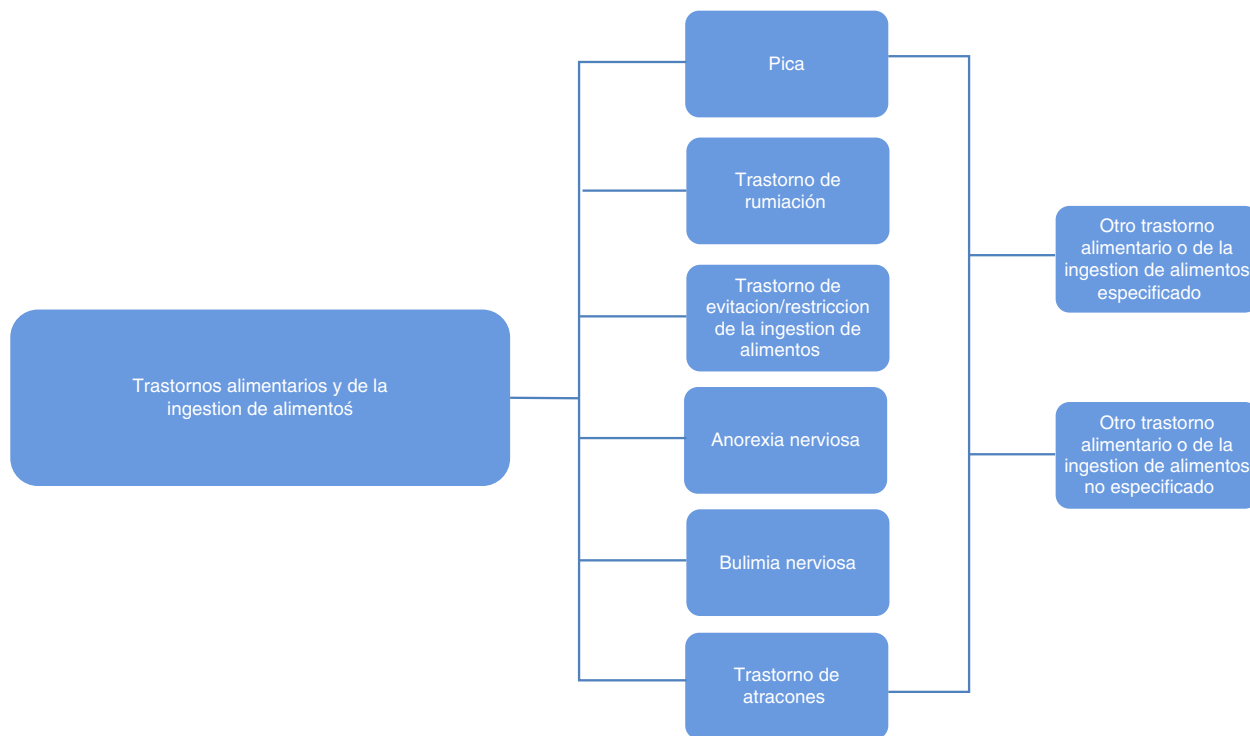 Pica
Trastorno de
rumiación
Trastorno de
evitacion/restriccion
de la ingestion de
alimentos
Trastornos alimentarios y de la
ingestion de alimentoś
Anorexia nerviosa
Bulimia nerviosa
Trastorno de
atracones
Otro trastorno
alimentario o de la
ingestion de alimentos
especificado
Otro trastorno
alimentario o de la
ingestion de alimentos
no especificado